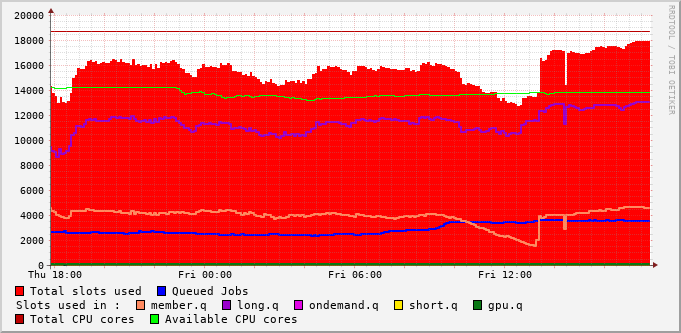 20000
18000
16000
14000
12000
10000
8000
6000
4000
2000
0
Thu 18:00 Fri 00:00 Fri 06:00 Fri 12:00
RRDTOOL / TOBI OETIKER
Total slots used Queued Jobs
Slots used in : member.q long.q ondemand.q short.q gpu.q
Total CPU cores Available CPU cores